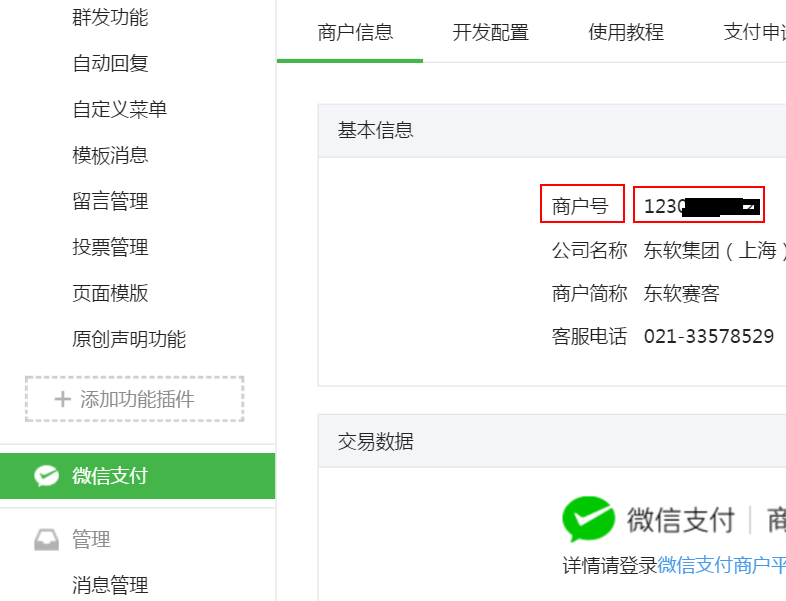 群发功能
自动回复
自定义菜单
模板消息
留言管理
投票管理
页面模版
原创声明功能
+ 添加功能插件
微信支付
管理
消息管理
商户信息 开发配置 使用教程 支付申
基本信息
商户号 1230
公司名称 东软集团（上海）
商户简称 东软赛客
客服电话 021-33578529
交易数据
微信支付 | 商
详情请登录微信支付商户平